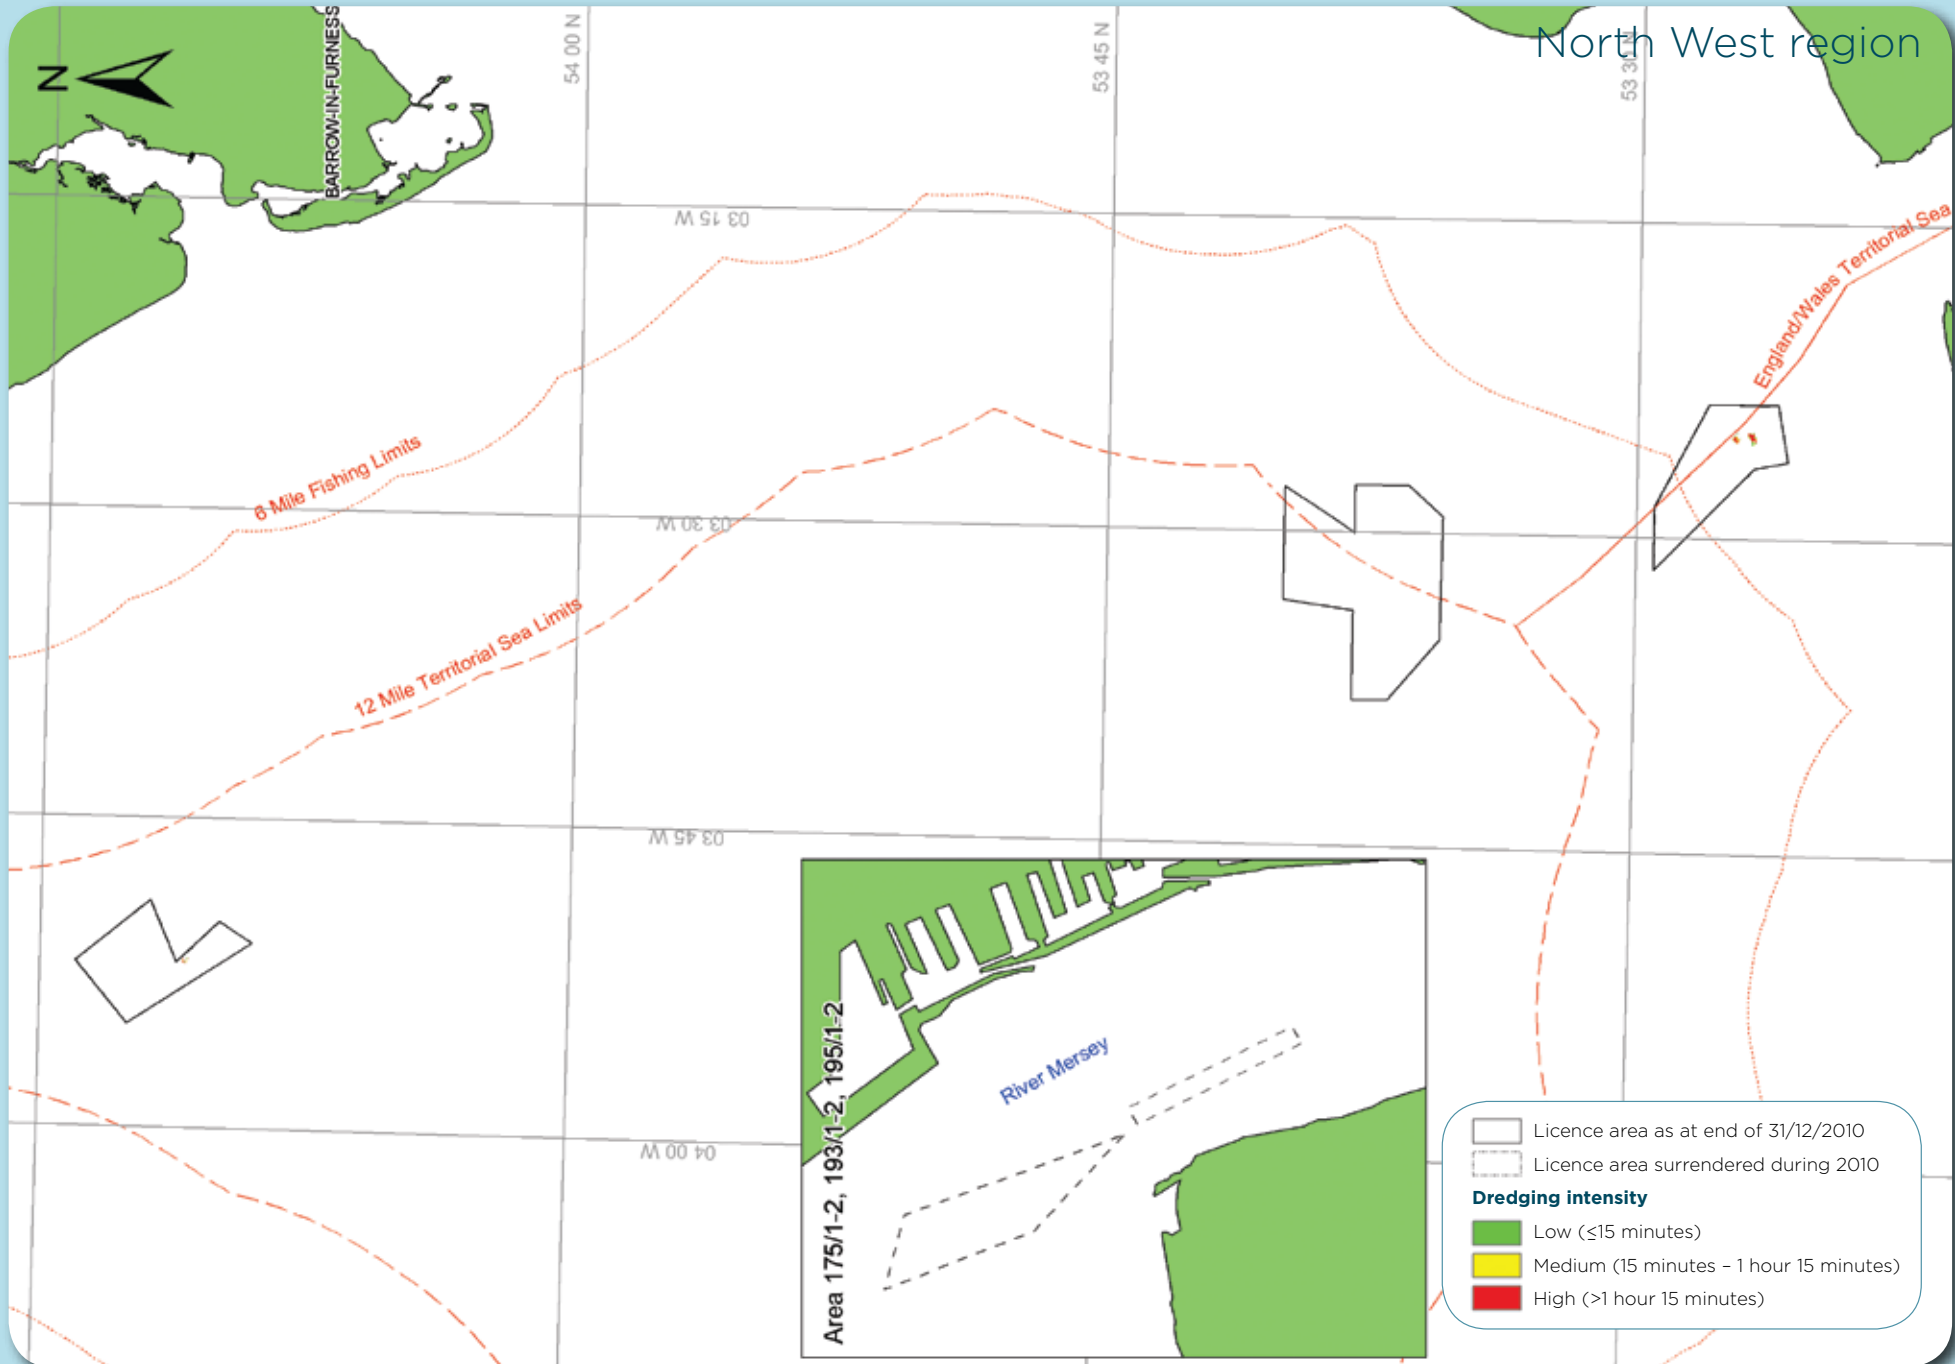 North West region
N
BARROW-IN-FURNESS
54 00 N
53 45 N
53 30 N
03 15 W
03 30 W
03 45 W
04 00 W
6 Mile Fishing Limits
12 Mile Territorial Sea Limits
England/Wales Territorial Sea
Area 175/1-2, 193/1-2, 195/1-2
River Mersey
Licence area as at end of 31/12/2010
Licence area surrendered during 2010
Dredging intensity
Low (≤15 minutes)
Medium (15 minutes – 1 hour 15 minutes)
High (>1 hour 15 minutes)